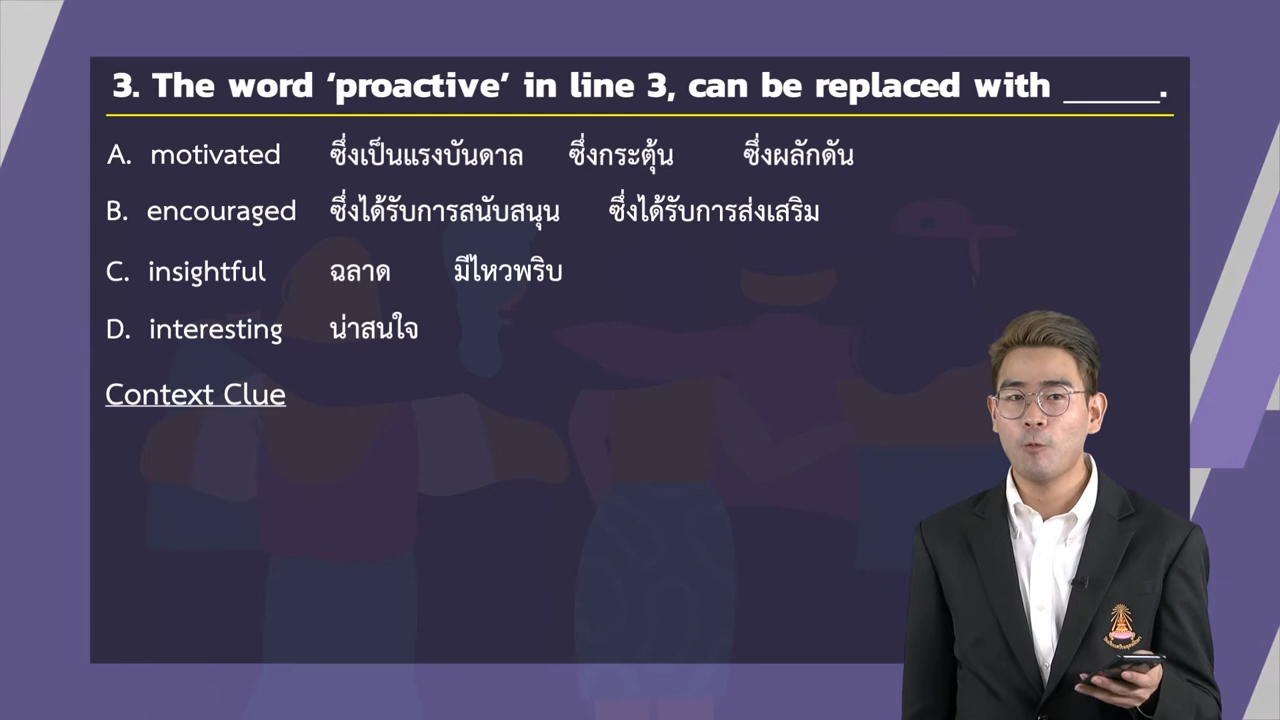 3. The word ‘proactive’ in line 3, can be replaced with ______.
A. motivated ซึ่งเป็นแรงบันดาล ซึ่งกระตุ้น ซึ่งผลักดัน
B. encouraged ซึ่งได้รับการสนับสนุน ซึ่งได้รับการส่งเสริม
C. insightful ฉลาด มีไหวพริบ
D. interesting น่าสนใจ
Context Clue